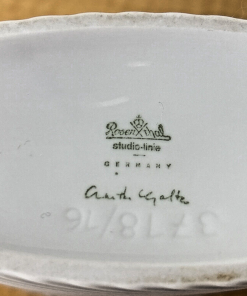 Rosenthal
studio-linie
GERMANY
3718/16